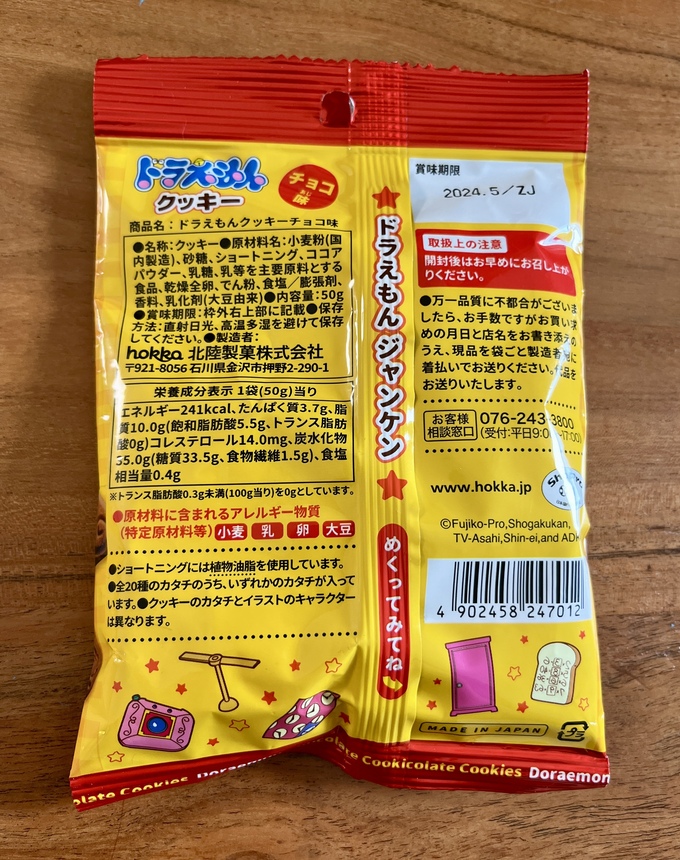 ドラえもん
クッキー
チョコ
あじ
味
商品名：ドラえもんクッキーチョコ味
●名称：クッキー●原材料名：小麦粉(国
内製造)、砂糖、ショートニング、ココア
パウダー、乳糖、乳等を主要原料とする
食品、乾燥全卵、でん粉、食塩／膨張剤、
香料、乳化剤(大豆由来)●内容量：50g
●賞味期限：枠外右上部に記載●保存
方法：直射日光、高温多湿を避けて保存
してください。●製造者：
hokka 北陸製菓株式会社
〒921-8056 石川県金沢市押野2-290-1
栄養成分表示 1袋(50g)当り
エネルギー241kcal、たんぱく質3.7g、脂
質10.0g(飽和脂肪酸5.5g、トランス脂肪
酸0g)コレステロール14.0mg、炭水化物
35.0g(糖質33.5g、食物繊維1.5g)、食塩
相当量0.4g
※トランス脂肪酸0.3g未満(100g当り)を0gとしています。
●原材料に含まれるアレルギー物質
(特定原材料等) 小麦 乳 卵 大豆
●ショートニングには植物油脂を使用しています。
●全20種のカタチのうち、いずれかのカタチが入って
います。●クッキーのカタチとイラストのキャラクター
は異なります。
★ドラえもん ジャンケン★
めくってみてね
賞味期限
2024.5/ZJ
取扱上の注意
開封後はお早めにお召し上が
りください。
●万一品質に不都合がございま
したら、お手数ですがお買い求
めの月日と店名をお書き添えの
うえ、現品を袋ごと製造者宛に
着払いでお送りください。代品を
お送りいたします。
お客様
相談窓口
076-243-3800
(受付：平日9:00-17:00)
www.hokka.jp
©Fujiko-Pro,Shogakukan,
TV-Asahi,Shin-ei,and ADK
4 902458 247012
MADE IN JAPAN
olate Cookies Doraemon
olate Cookicolate Cookies Doraemon